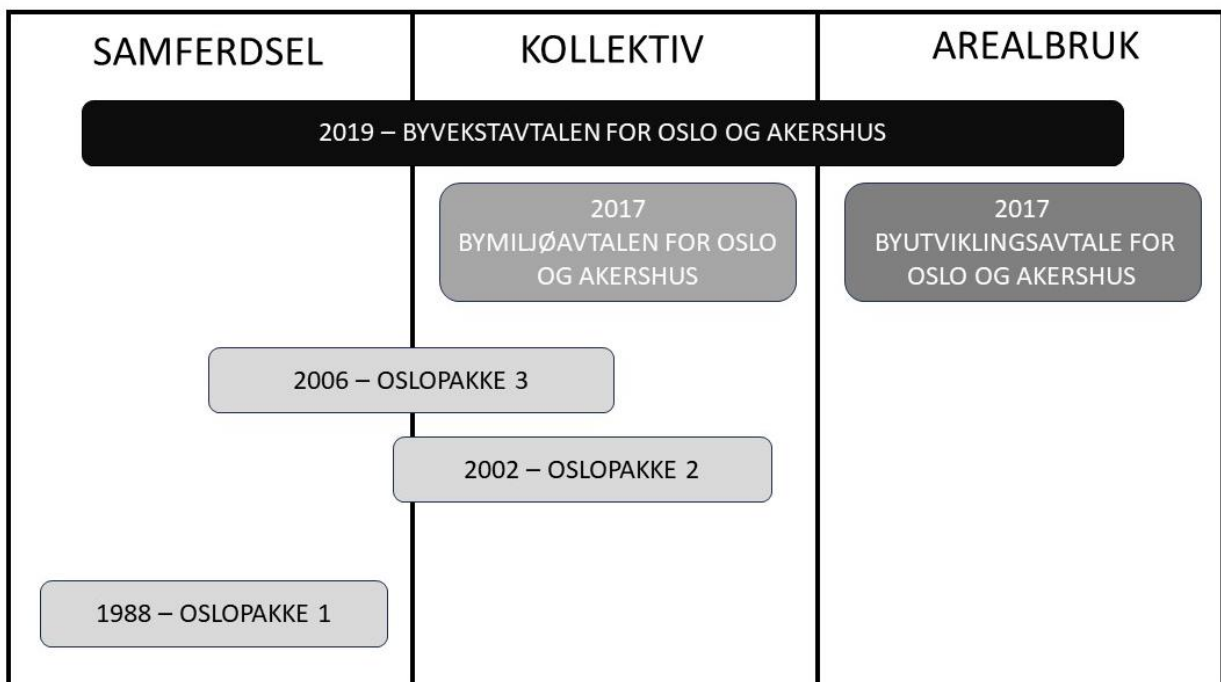 SAMFERDSEL
KOLLEKTIV
AREALBRUK
2019 – BYVEKSTAVTALEN FOR OSLO OG AKERSHUS
2017
BYMILJØAVTALEN FOR OSLO
OG AKERSHUS
2017
BYUTVIKLINGSAVTALE FOR
OSLO OG AKERSHUS
2006 – OSLOPAKKE 3
2002 – OSLOPAKKE 2
1988 – OSLOPAKKE 1